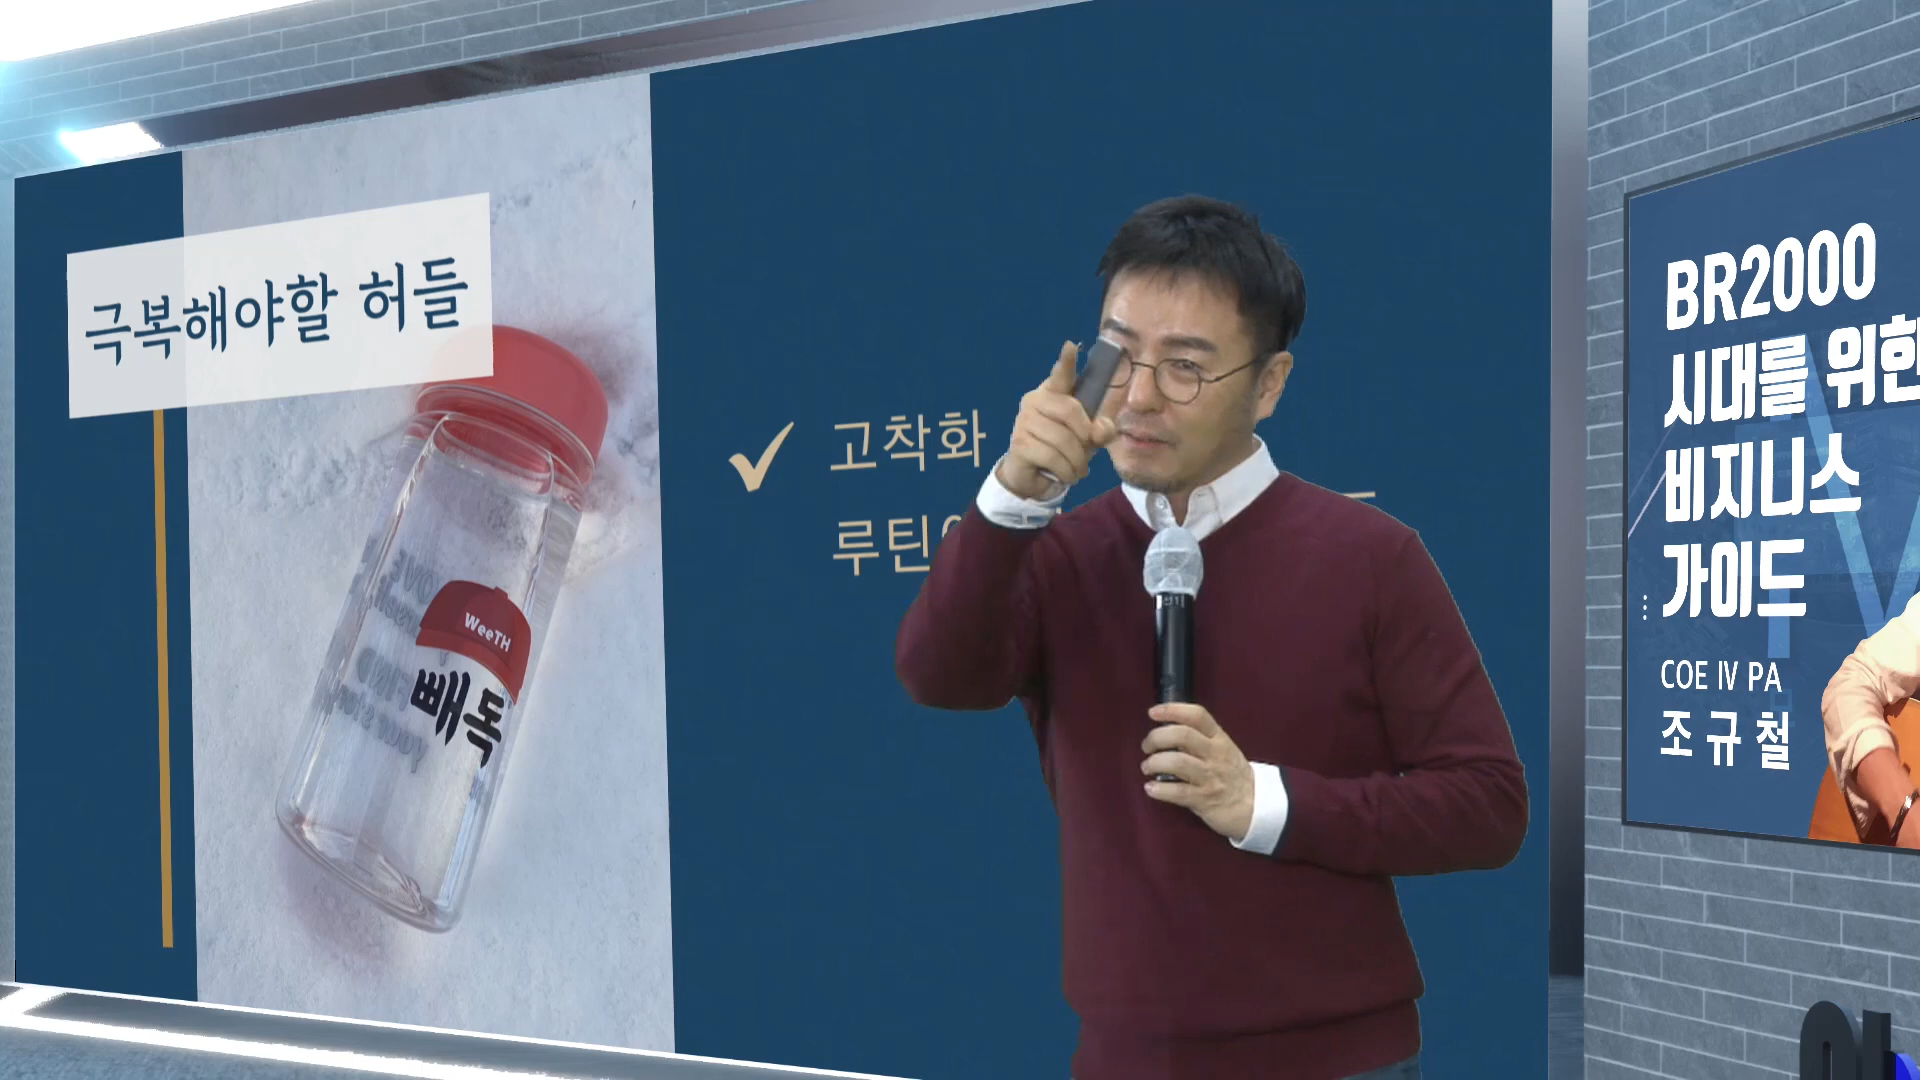 극복해야할 허들
고착화
루틴
WeeTH
빼독
BR2000
시대를 위한
비지니스
가이드
COE IV PA
조규철